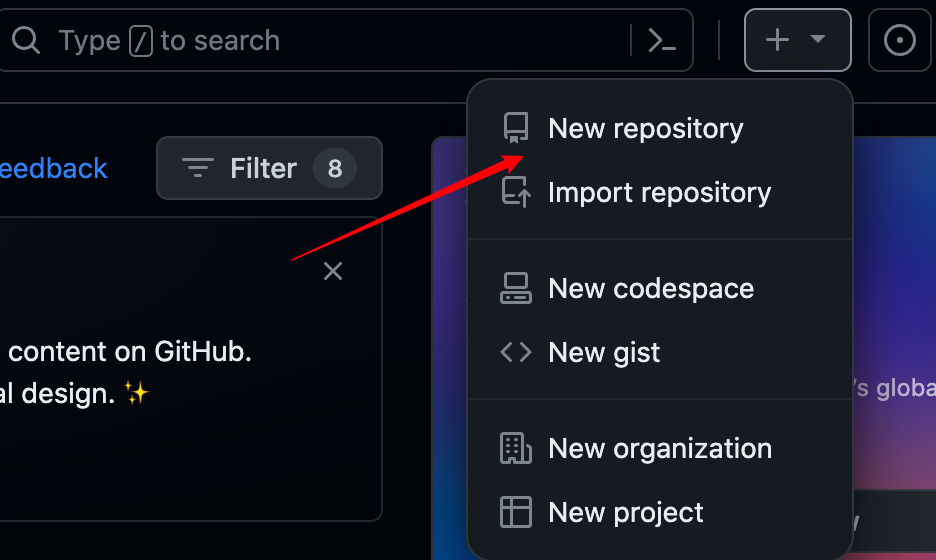 Type / to search
eedback
Filter 8
content on GitHub.
al design. ✨
New repository
Import repository
New codespace
New gist
New organization
New project
's globa